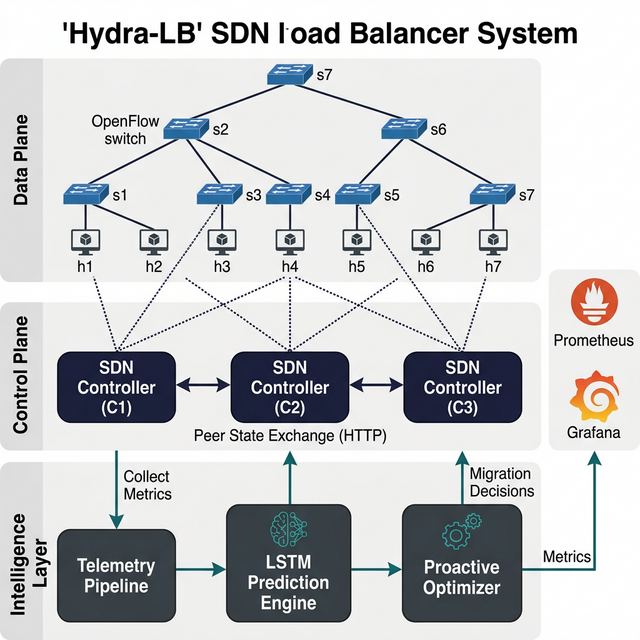 'Hydra-LB' SDN load Balancer System
Data Plane
s7
OpenFlow
switch
s2
s6
s1
s3
s4
s5
s7
h1
h2
h3
h4
h5
h6
h7
Control Plane
SDN
Controller
(C1)
SDN
Controller
(C2)
SDN
Controller
(C3)
Peer State Exchange (HTTP)
Prometheus
Grafana
Intelligence
Layer
Collect
Metrics
Migration
Decisions
Telemetry
Pipeline
LSTM
Prediction
Engine
Proactive
Optimizer
Metrics